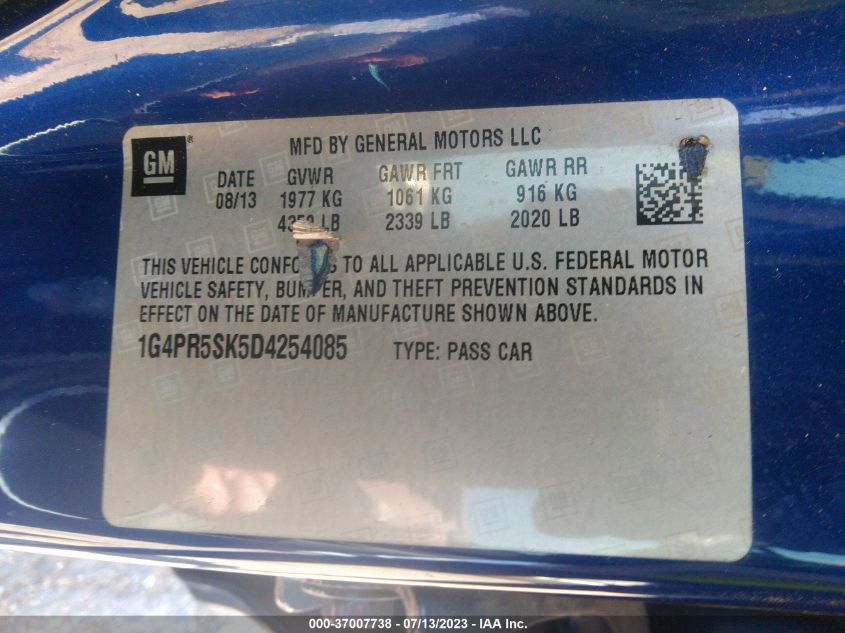 GM ®
MFD BY GENERAL MOTORS LLC
DATE GVWR GAWR FRT GAWR RR
08/13 1977 KG 1061 KG 916 KG
LB 2339 LB 2020 LB
THIS VEHICLE TO ALL APPLICABLE U.S. FEDERAL MOTOR
VEHICLE SAFETY, BUMPER, AND THEFT PREVENTION STANDARDS IN
EFFECT ON THE DATE OF MANUFACTURE SHOWN ABOVE.
1G4PR5SK5D4254085 TYPE: PASS CAR
000-37007738 - 07/13/2023 - IAA Inc.